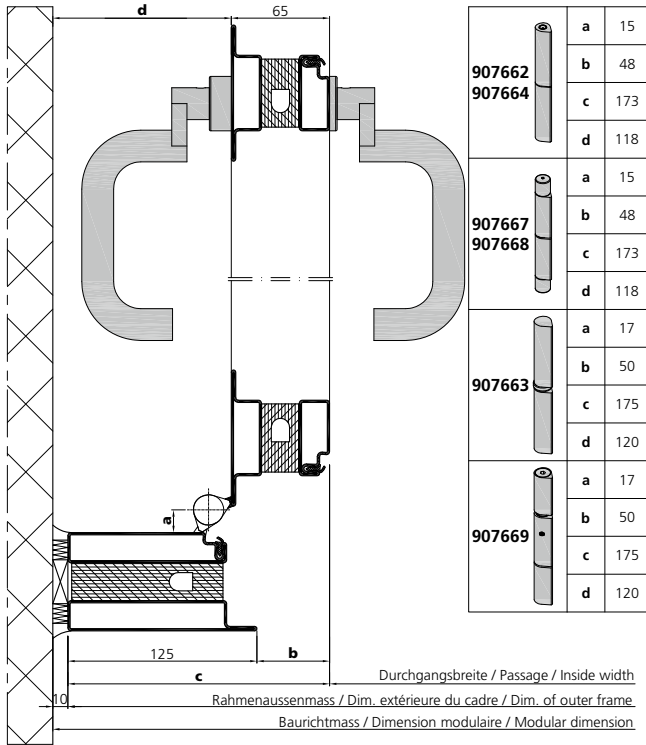 d
65
a
125
b
c
Durchgangsbreite / Passage / Inside width
10
Rahmenaussenmass / Dim. extérieure du cadre / Dim. of outer frame
Baurichtmass / Dimension modulaire / Modular dimension
907662
907664
a 15
b 48
c 173
d 118
907667
907668
a 15
b 48
c 173
d 118
907663
a 17
b 50
c 175
d 120
907669
a 17
b 50
c 175
d 120